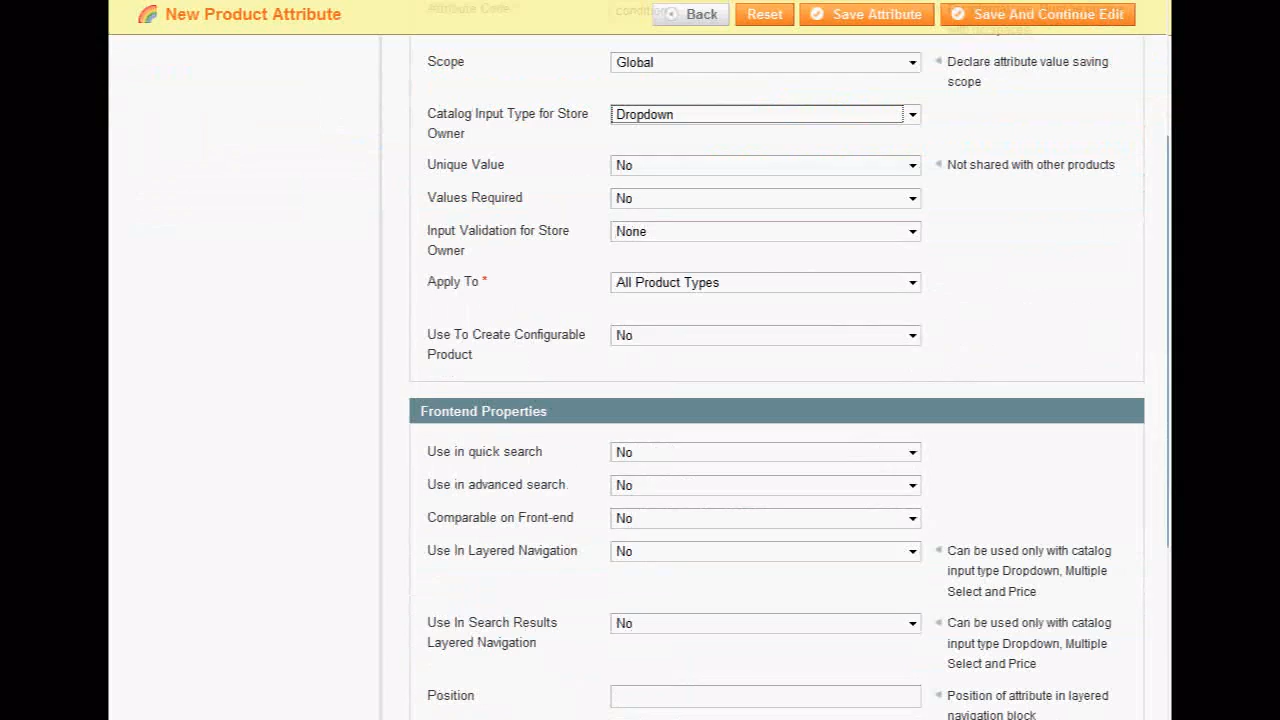 New Product Attribute
Attribute Code
condition
Back
Reset
Save Attribute
Save And Continue Edit
with no spaces
Scope
Global
Declare attribute value saving
scope
Catalog Input Type for Store
Owner
Dropdown
Unique Value
No
Not shared with other products
Values Required
No
Input Validation for Store
Owner
None
Apply To *
All Product Types
Use To Create Configurable
Product
No
Frontend Properties
Use in quick search
No
Use in advanced search
No
Comparable on Front-end
No
Use In Layered Navigation
No
Can be used only with catalog
input type Dropdown, Multiple
Select and Price
Use In Search Results
Layered Navigation
No
Can be used only with catalog
input type Dropdown, Multiple
Select and Price
Position
Position of attribute in layered
navigation block